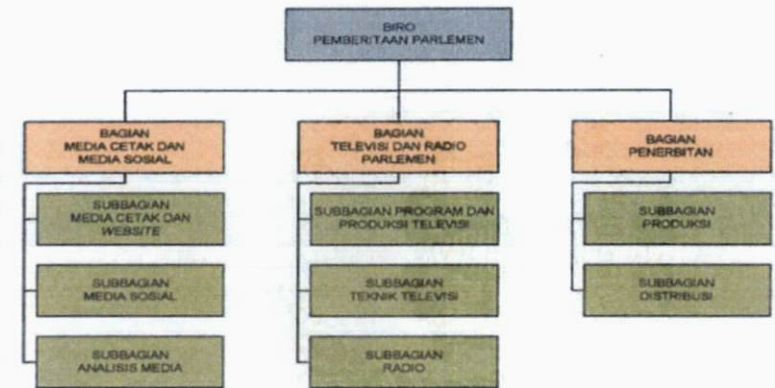 BIRO
PEMBERITAAN PARLEMEN
BAGIAN
MEDIA CETAK DAN
MEDIA SOSIAL
SUBBAGIAN
MEDIA CETAK DAN
WEBSITE
SUBBAGIAN
MEDIA SOSIAL
SUBBAGIAN
ANALISIS MEDIA
BAGIAN
TELEVISI DAN RADIO
PARLEMEN
SUBBAGIAN PROGRAM DAN
PRODUKSI TELEVISI
SUBBAGIAN
TEKNIK TELEVISI
SUBBAGIAN
RADIO
BAGIAN
PENERBITAN
SUBBAGIAN
PRODUKSI
SUBBAGIAN
DISTRIBUSI